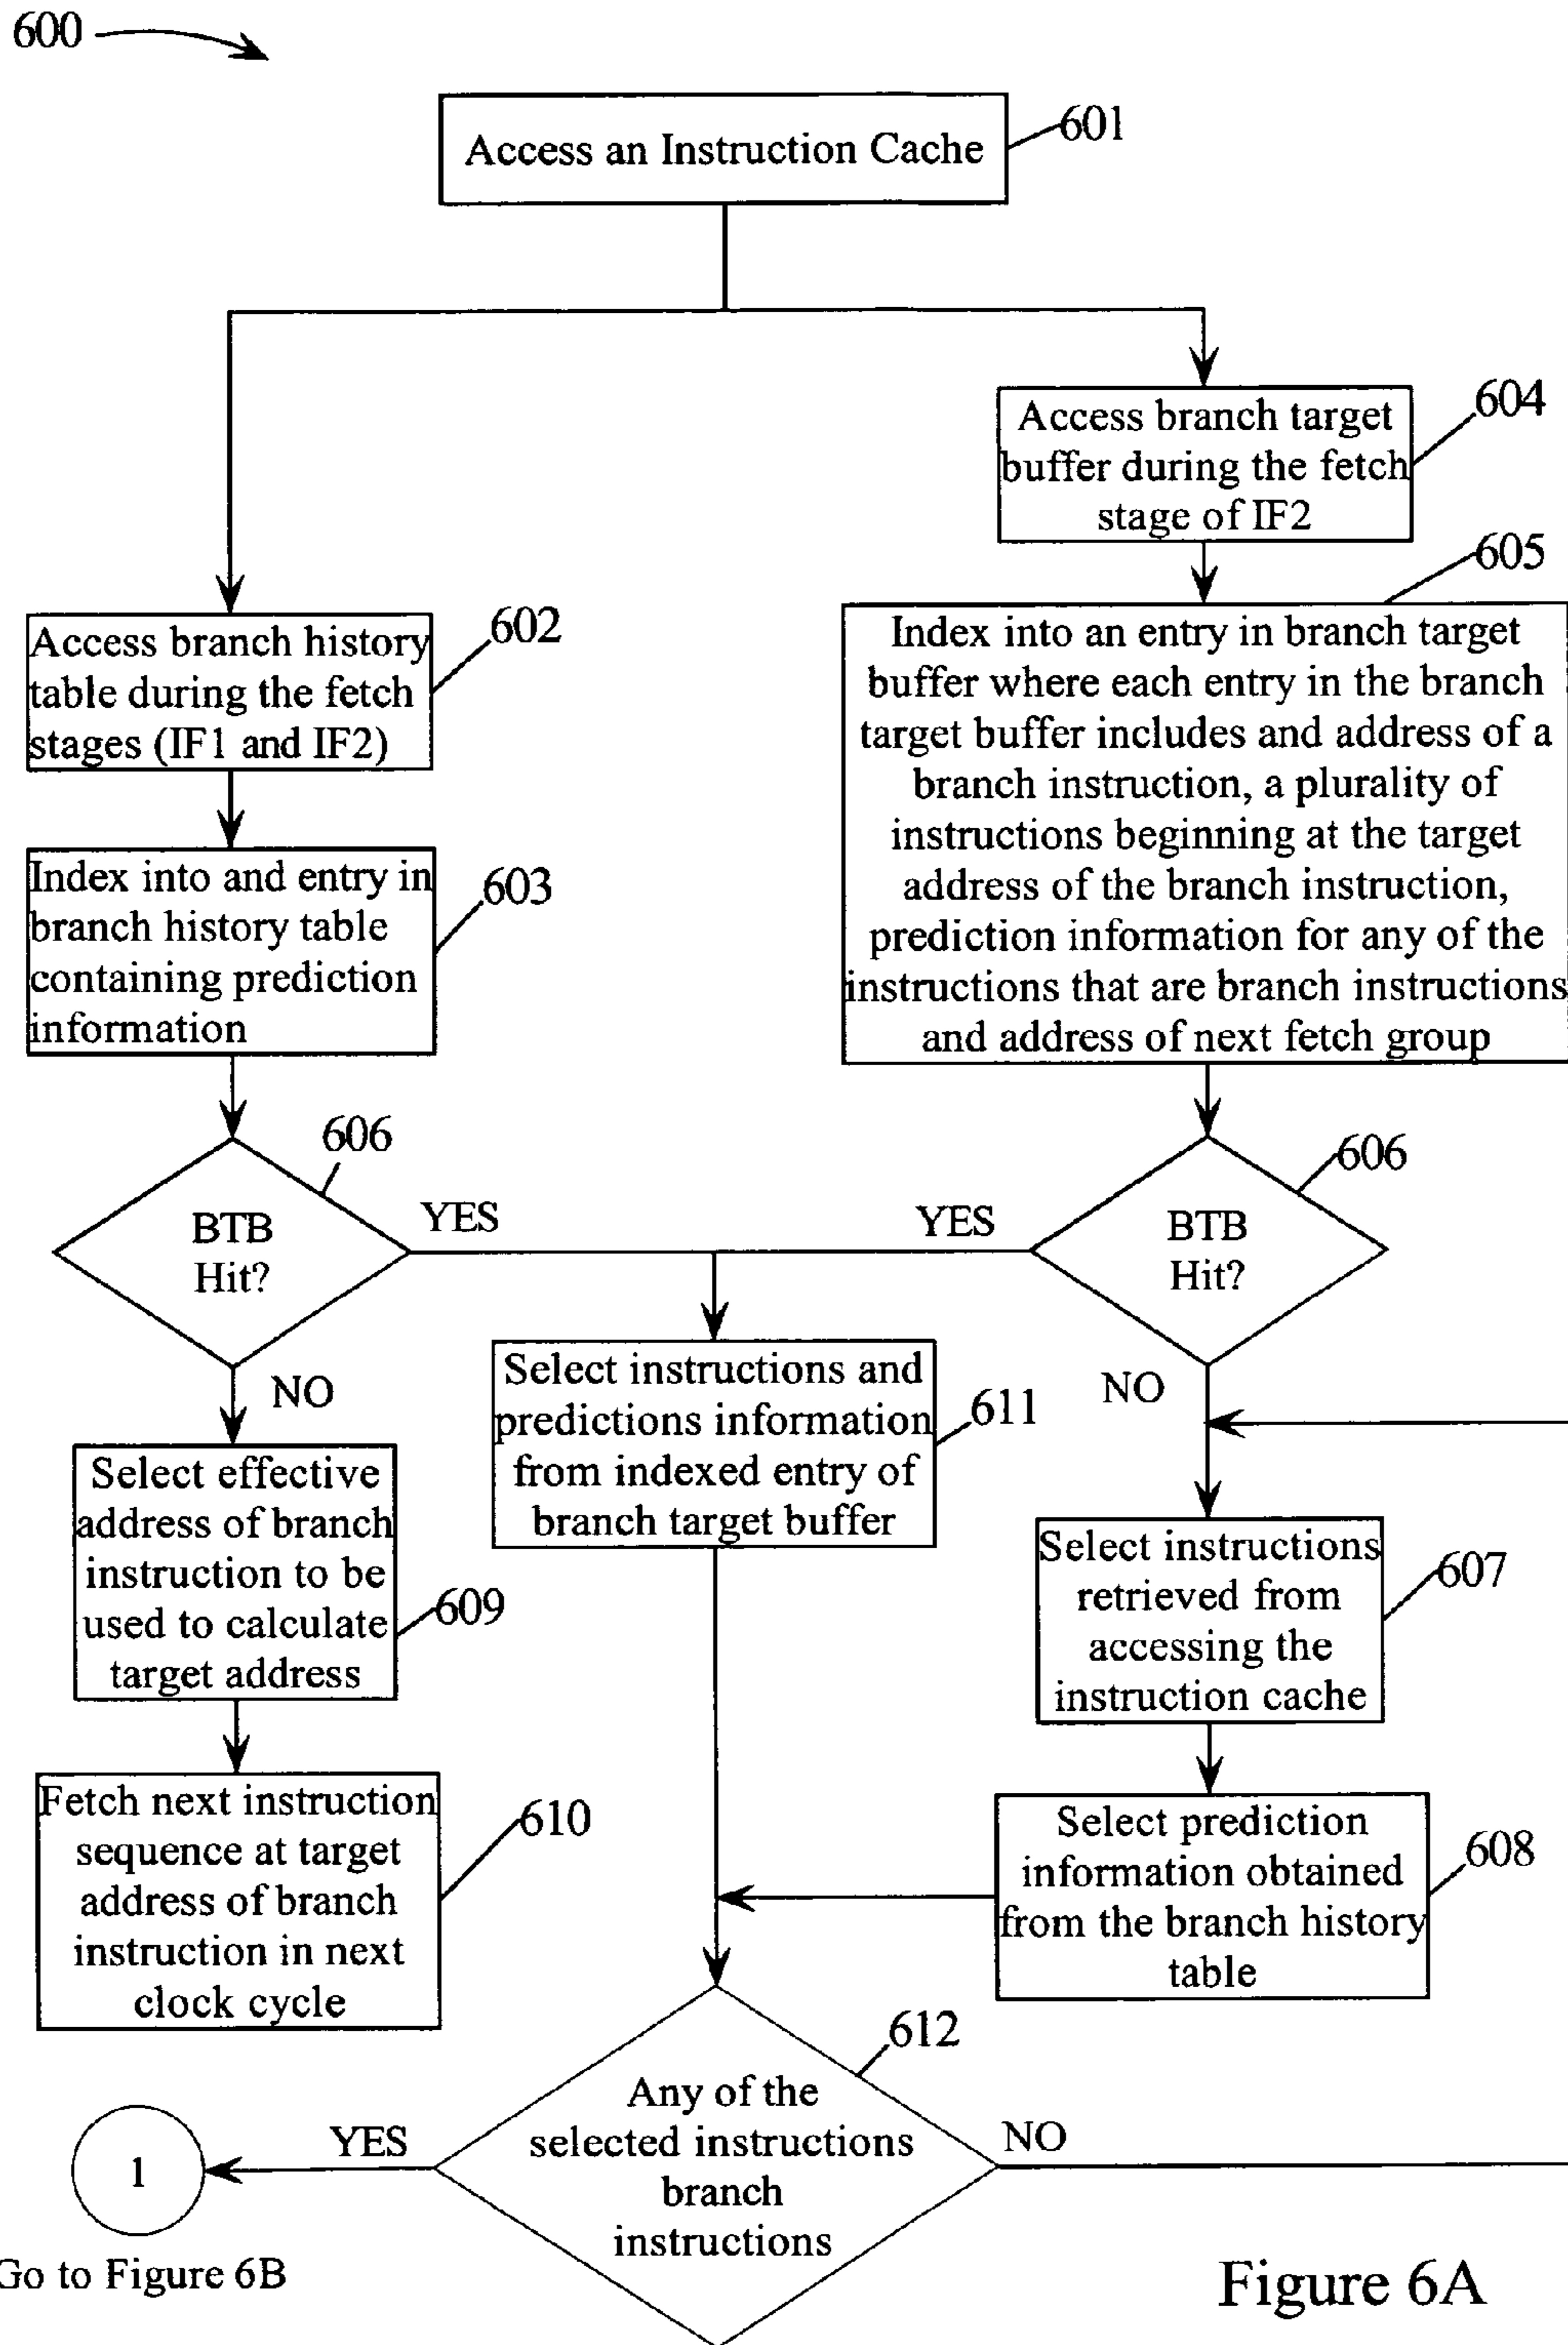 600
Access an Instruction Cache
601
Access branch target
buffer during the fetch
stage of IF2
604
605
Access branch history
table during the fetch
stages (IF1 and IF2)
602
Index into an entry in branch target
buffer where each entry in the branch
target buffer includes and address of a
branch instruction, a plurality of
instructions beginning at the target
address of the branch instruction,
prediction information for any of the
instructions that are branch instructions
and address of next fetch group
Index into and entry in
branch history table
containing prediction
information
603
606
BTB
Hit?
YES
YES
606
BTB
Hit?
NO
NO
Select instructions and
predictions information
from indexed entry of
branch target buffer
611
Select effective
address of branch
instruction to be
used to calculate
target address
609
Select instructions
retrieved from
accessing the
instruction cache
607
Fetch next instruction
sequence at target
address of branch
instruction in next
clock cycle
610
Select prediction
information obtained
from the branch history
table
608
612
Any of the
selected instructions
branch
instructions
YES
NO
1
Go to Figure 6B
Figure 6A